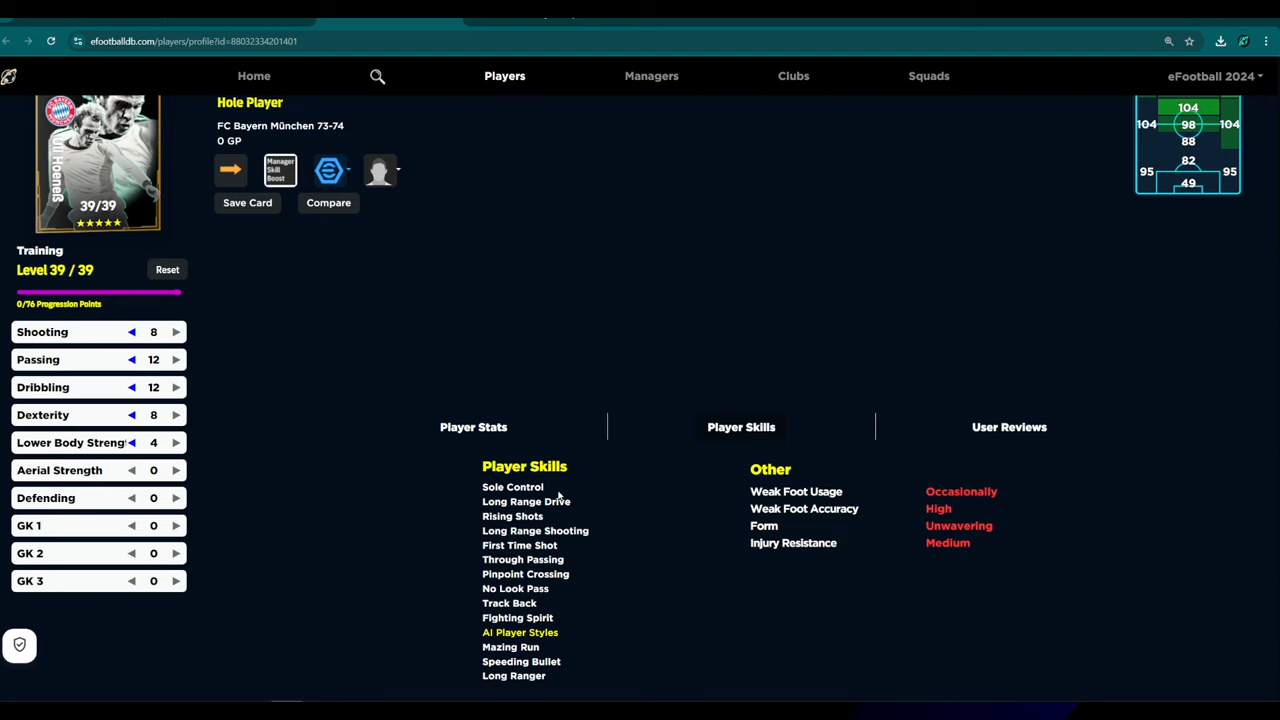 efootballdb.com/players/profile?id=88032334201401
Home
Players
Managers
Clubs
Squads
eFootball 2024
Hole Player
FC Bayern München 73-74
0 GP
Manager
Skill
Boost
Save Card
Compare
FC BAYERN MÜNCHEN
Uli Hoeneß
39/39
104
104
98
104
88
82
95
95
49
Training
Level 39 / 39
Reset
0/76 Progression Points
Shooting 8
Passing 12
Dribbling 12
Dexterity 8
Lower Body Streng 4
Aerial Strength 0
Defending 0
GK 1 0
GK 2 0
GK 3 0
Player Stats
Player Skills
User Reviews
Player Skills
Sole Control
Long Range Drive
Rising Shots
Long Range Shooting
First Time Shot
Through Passing
Pinpoint Crossing
No Look Pass
Track Back
Fighting Spirit
AI Player Styles
Mazing Run
Speeding Bullet
Long Ranger
Other
Weak Foot Usage Occasionally
Weak Foot Accuracy High
Form Unwavering
Injury Resistance Medium